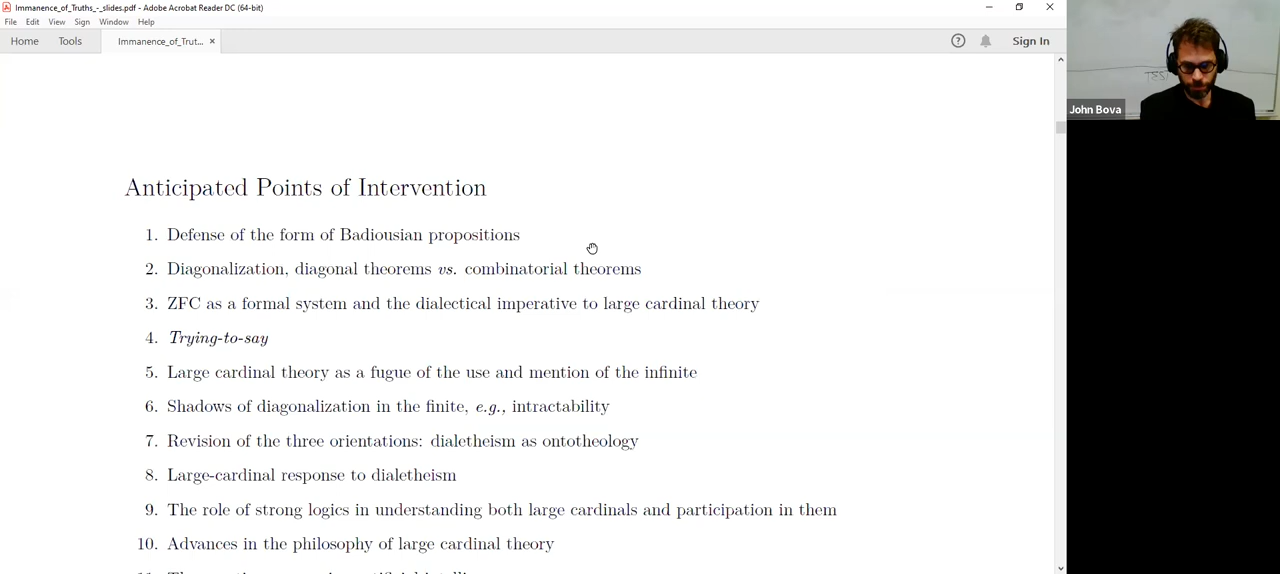 Immanence_of_Truths_-_slides.pdf - Adobe Acrobat Reader DC (64-bit)
File Edit View Sign Window Help
Home Tools Immanence_of_Trut... × Sign In
Anticipated Points of Intervention
1. Defense of the form of Badiousian propositions
2. Diagonalization, diagonal theorems vs. combinatorial theorems
3. ZFC as a formal system and the dialectical imperative to large cardinal theory
4. Trying-to-say
5. Large cardinal theory as a fugue of the use and mention of the infinite
6. Shadows of diagonalization in the finite, e.g., intractability
7. Revision of the three orientations: dialetheism as ontotheology
8. Large-cardinal response to dialetheism
9. The role of strong logics in understanding both large cardinals and participation in them
10. Advances in the philosophy of large cardinal theory
John Bova